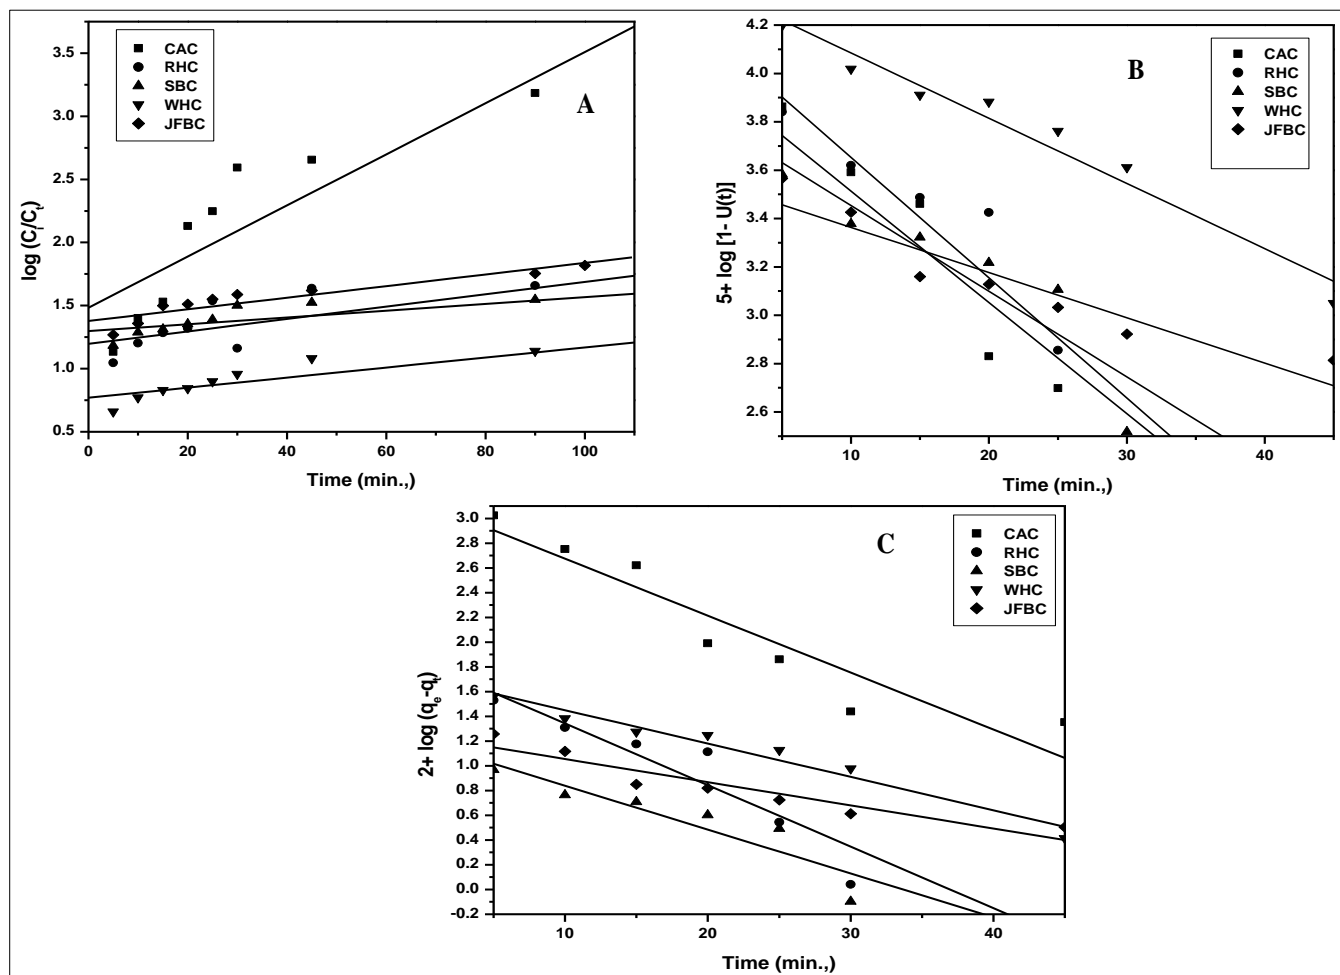 3.5
3.0
2.5
2.0
1.5
1.0
0.5
log (Ci/Ct)
CAC
RHC
SBC
WHC
JFBC
A
0 20 40 60 80 100
Time (min.,)
4.2
4.0
3.8
3.6
3.4
3.2
3.0
2.8
2.6
5+ log [1- U(t)]
B
CAC
RHC
SBC
WHC
JFBC
10 20 30 40
Time (min.,)
3.0
2.8
2.6
2.4
2.2
2.0
1.8
1.6
1.4
1.2
1.0
0.8
0.6
0.4
0.2
0.0
-0.2
2+ log (qe-qt)
C
CAC
RHC
SBC
WHC
JFBC
10 20 30 40
Time (min.,)